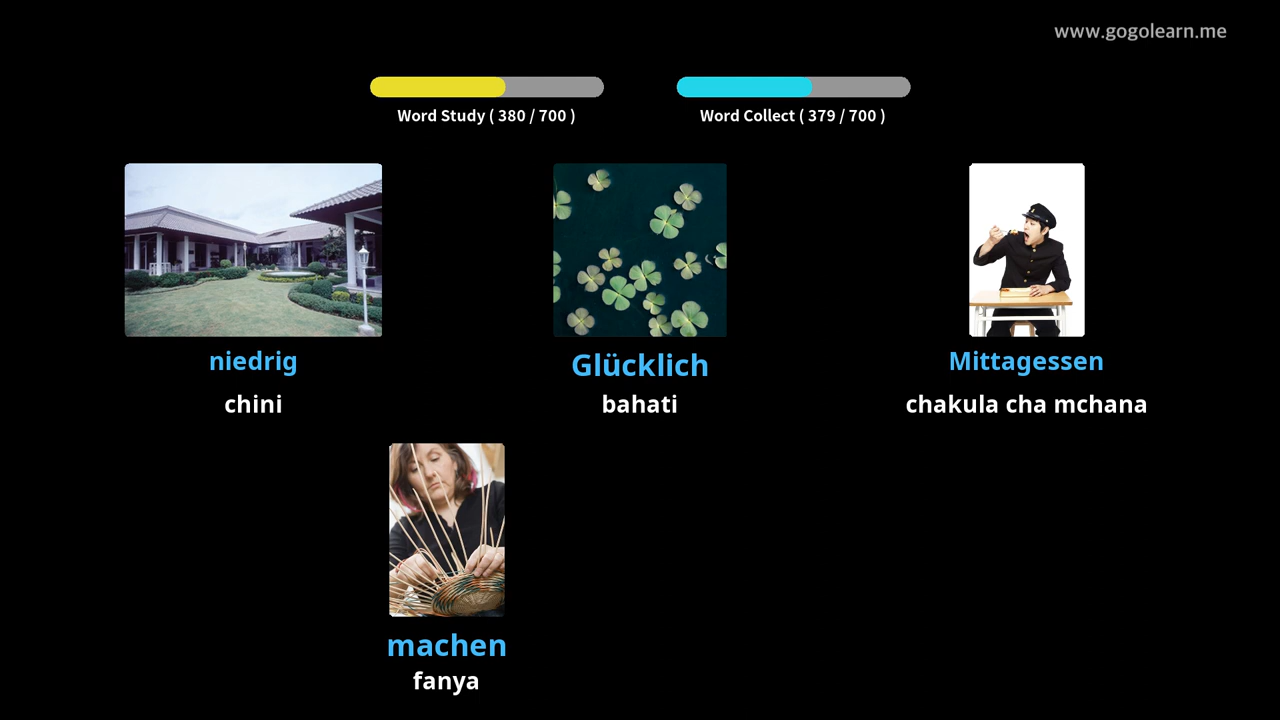 www.gogolearn.me
Word Study ( 380 / 700 )
Word Collect ( 379 / 700 )
niedrig
Glücklich
Mittagessen
chini
bahati
chakula cha mchana
machen
fanya